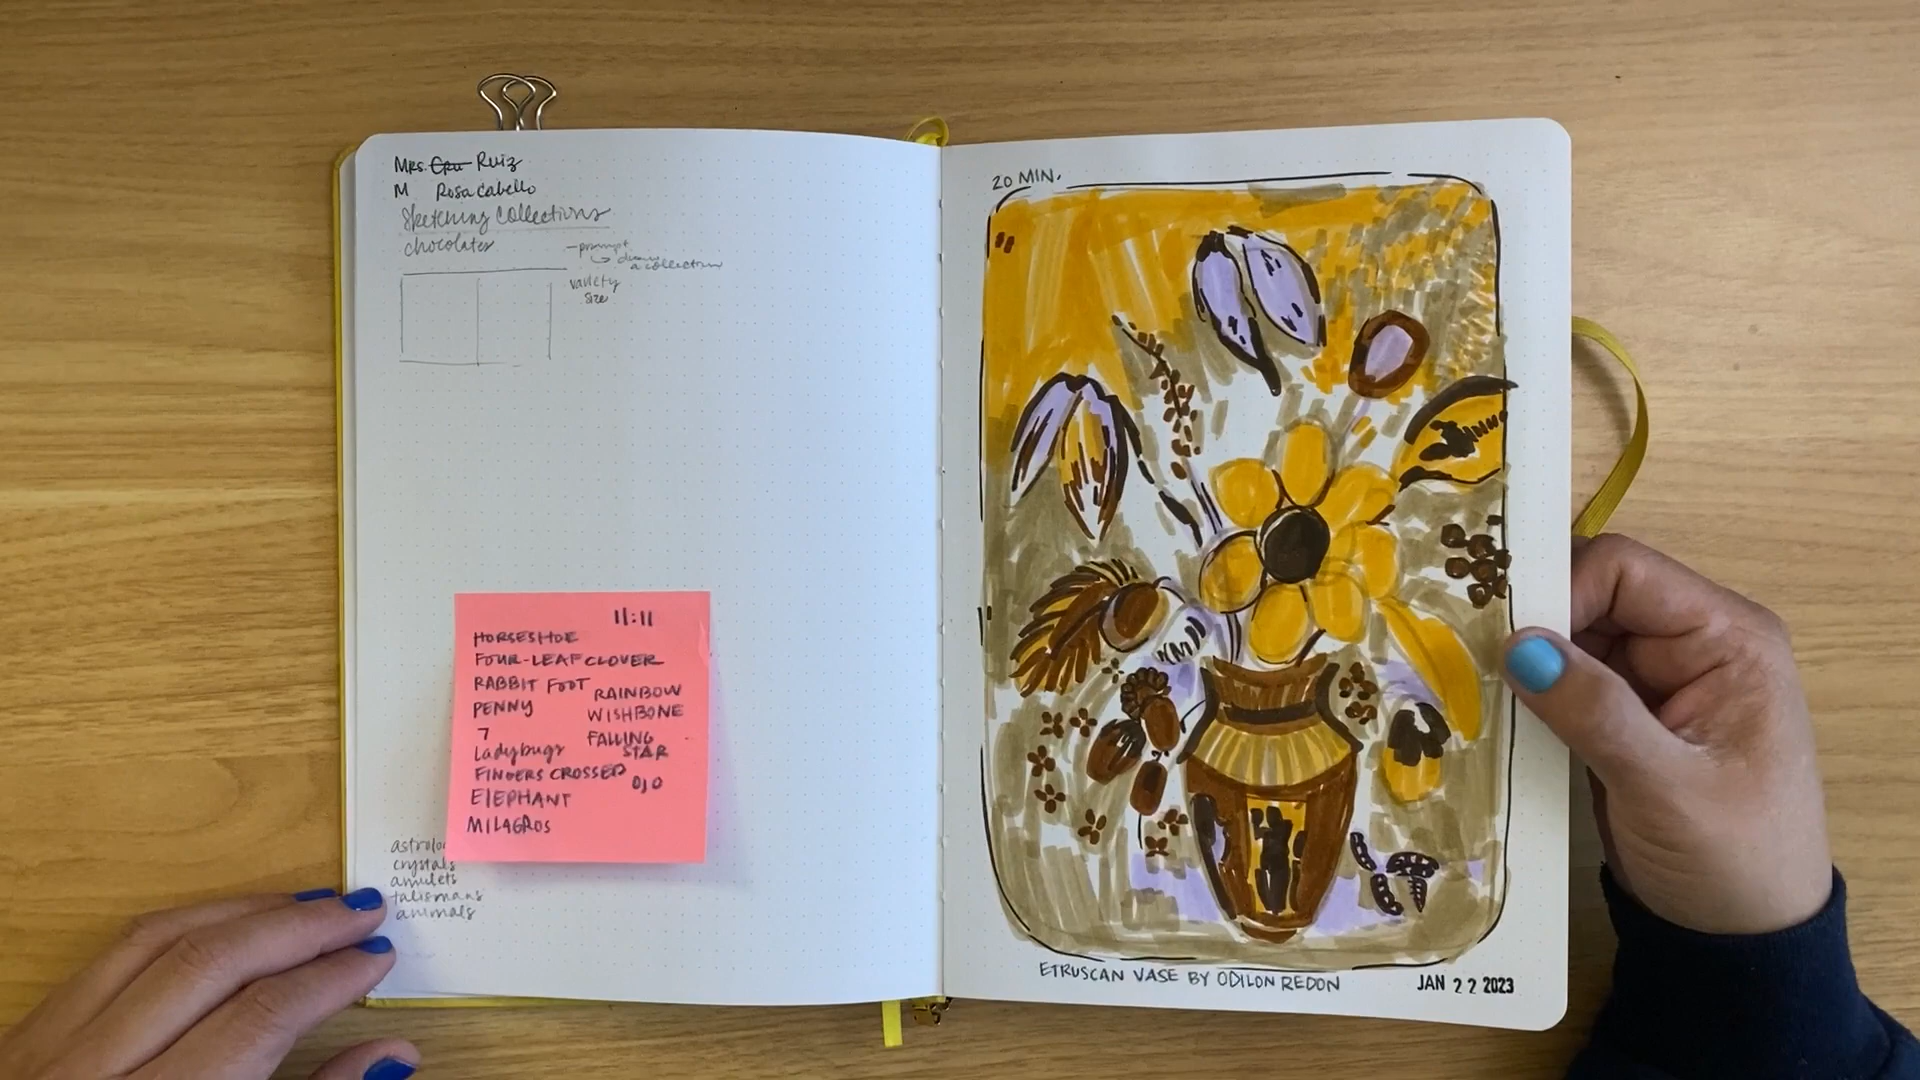 Mrs. Cru Ruiz
M Rosa Cabello
Sketching Collections
chocolates
- prompt
draw
a collection
variety
size
11:11
HORSESHOE
FOUR-LEAF CLOVER
RABBIT FOOT
PENNY
7
Ladybugs
FINGERS CROSSED
ELEPHANT
MILAGROS
RAINBOW
WISHBONE
FALLING
STAR
OJO
astrolo
crystals
amulets
talismans
animals
20 MIN.
ETRUSCAN VASE BY ODILON REDON
JAN 22 2023